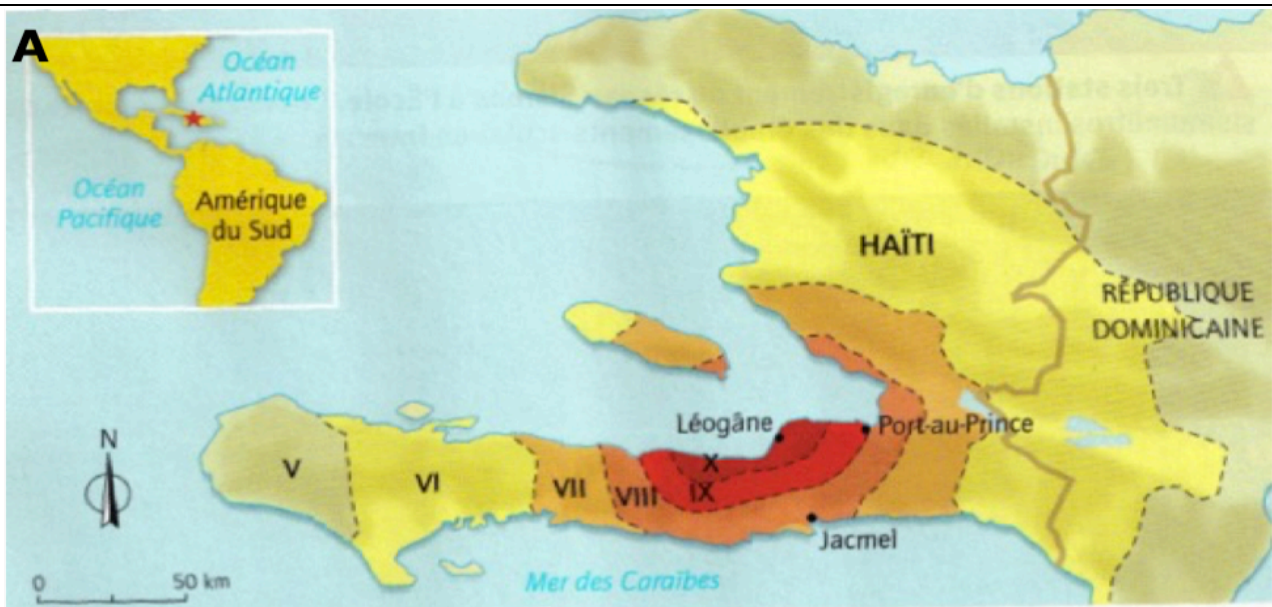 A
Océan
Atlantique
Océan
Pacifique
Amérique
du Sud
HAÏTI
RÉPUBLIQUE
DOMINICAINE
Léogâne
Port-au-Prince
N
V
VI
VII
VIII
X
IX
Jacmel
0
50 km
Mer des Caraïbes